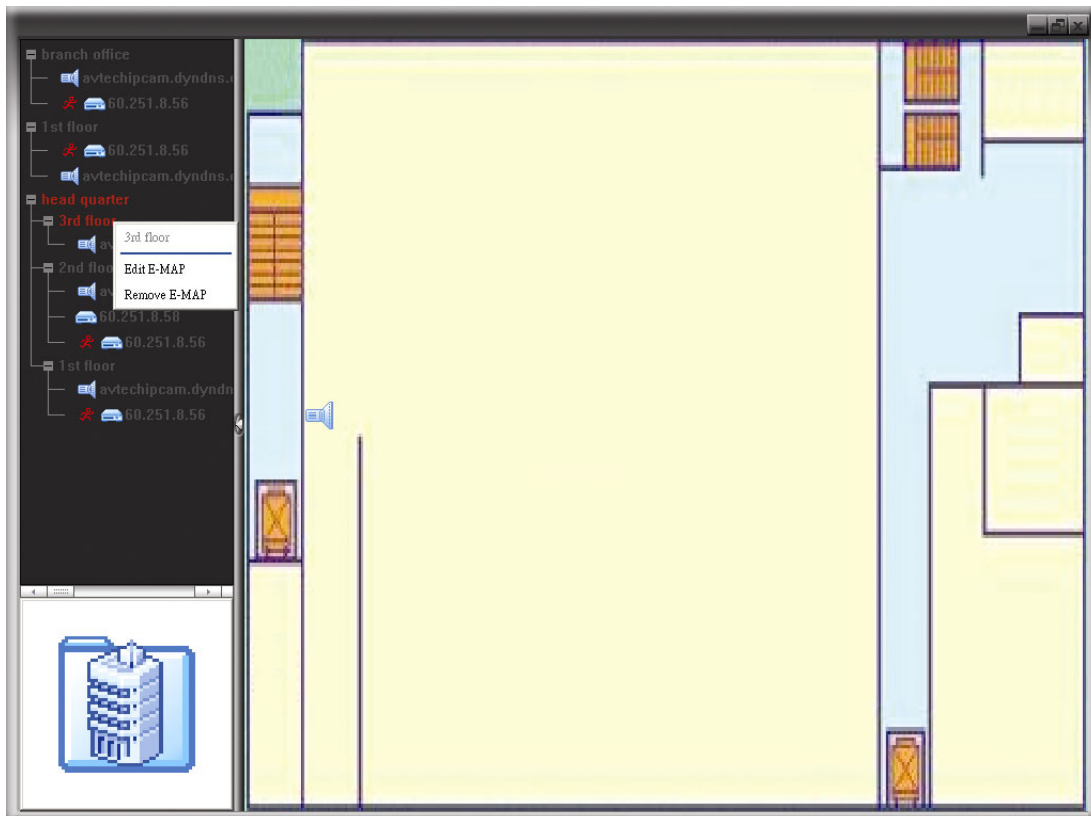 branch office
avtechipcam.dyndns.
60.251.8.56
1st floor
60.251.8.56
avtechipcam.dyndns.
head quarter
3rd floor
3rd floor
Edit E-MAP
Remove E-MAP
av
2nd floo
av
60.251.8.58
60.251.8.56
1st floor
avtechipcam.dyndn
60.251.8.56